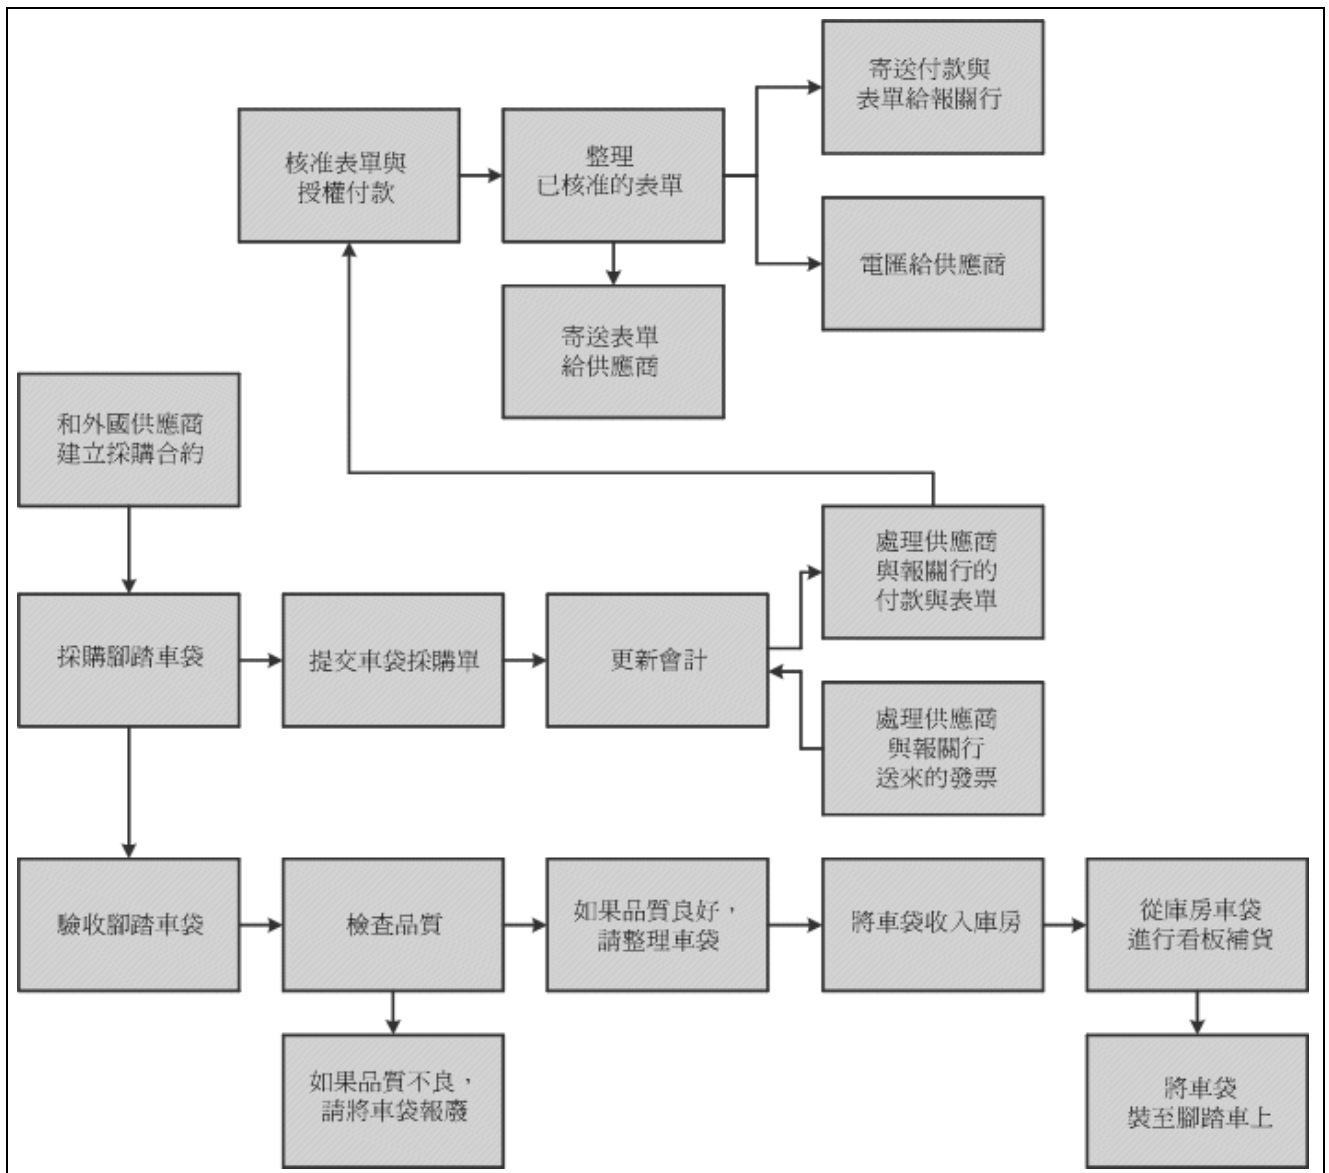 寄送付款與
表單給報關行
核准表單與
授權付款
整理
已核准的表單
電匯給供應商
寄送表單
給供應商
和外國供應商
建立採購合約
處理供應商
與報關行的
付款與表單
採購腳踏車袋
提交車袋採購單
更新會計
處理供應商
與報關行
送來的發票
驗收腳踏車袋
檢查品質
如果品質良好，
請整理車袋
將車袋收入庫房
從庫房車袋
進行看板補貨
如果品質不良，
請將車袋報廢
將車袋
裝至腳踏車上